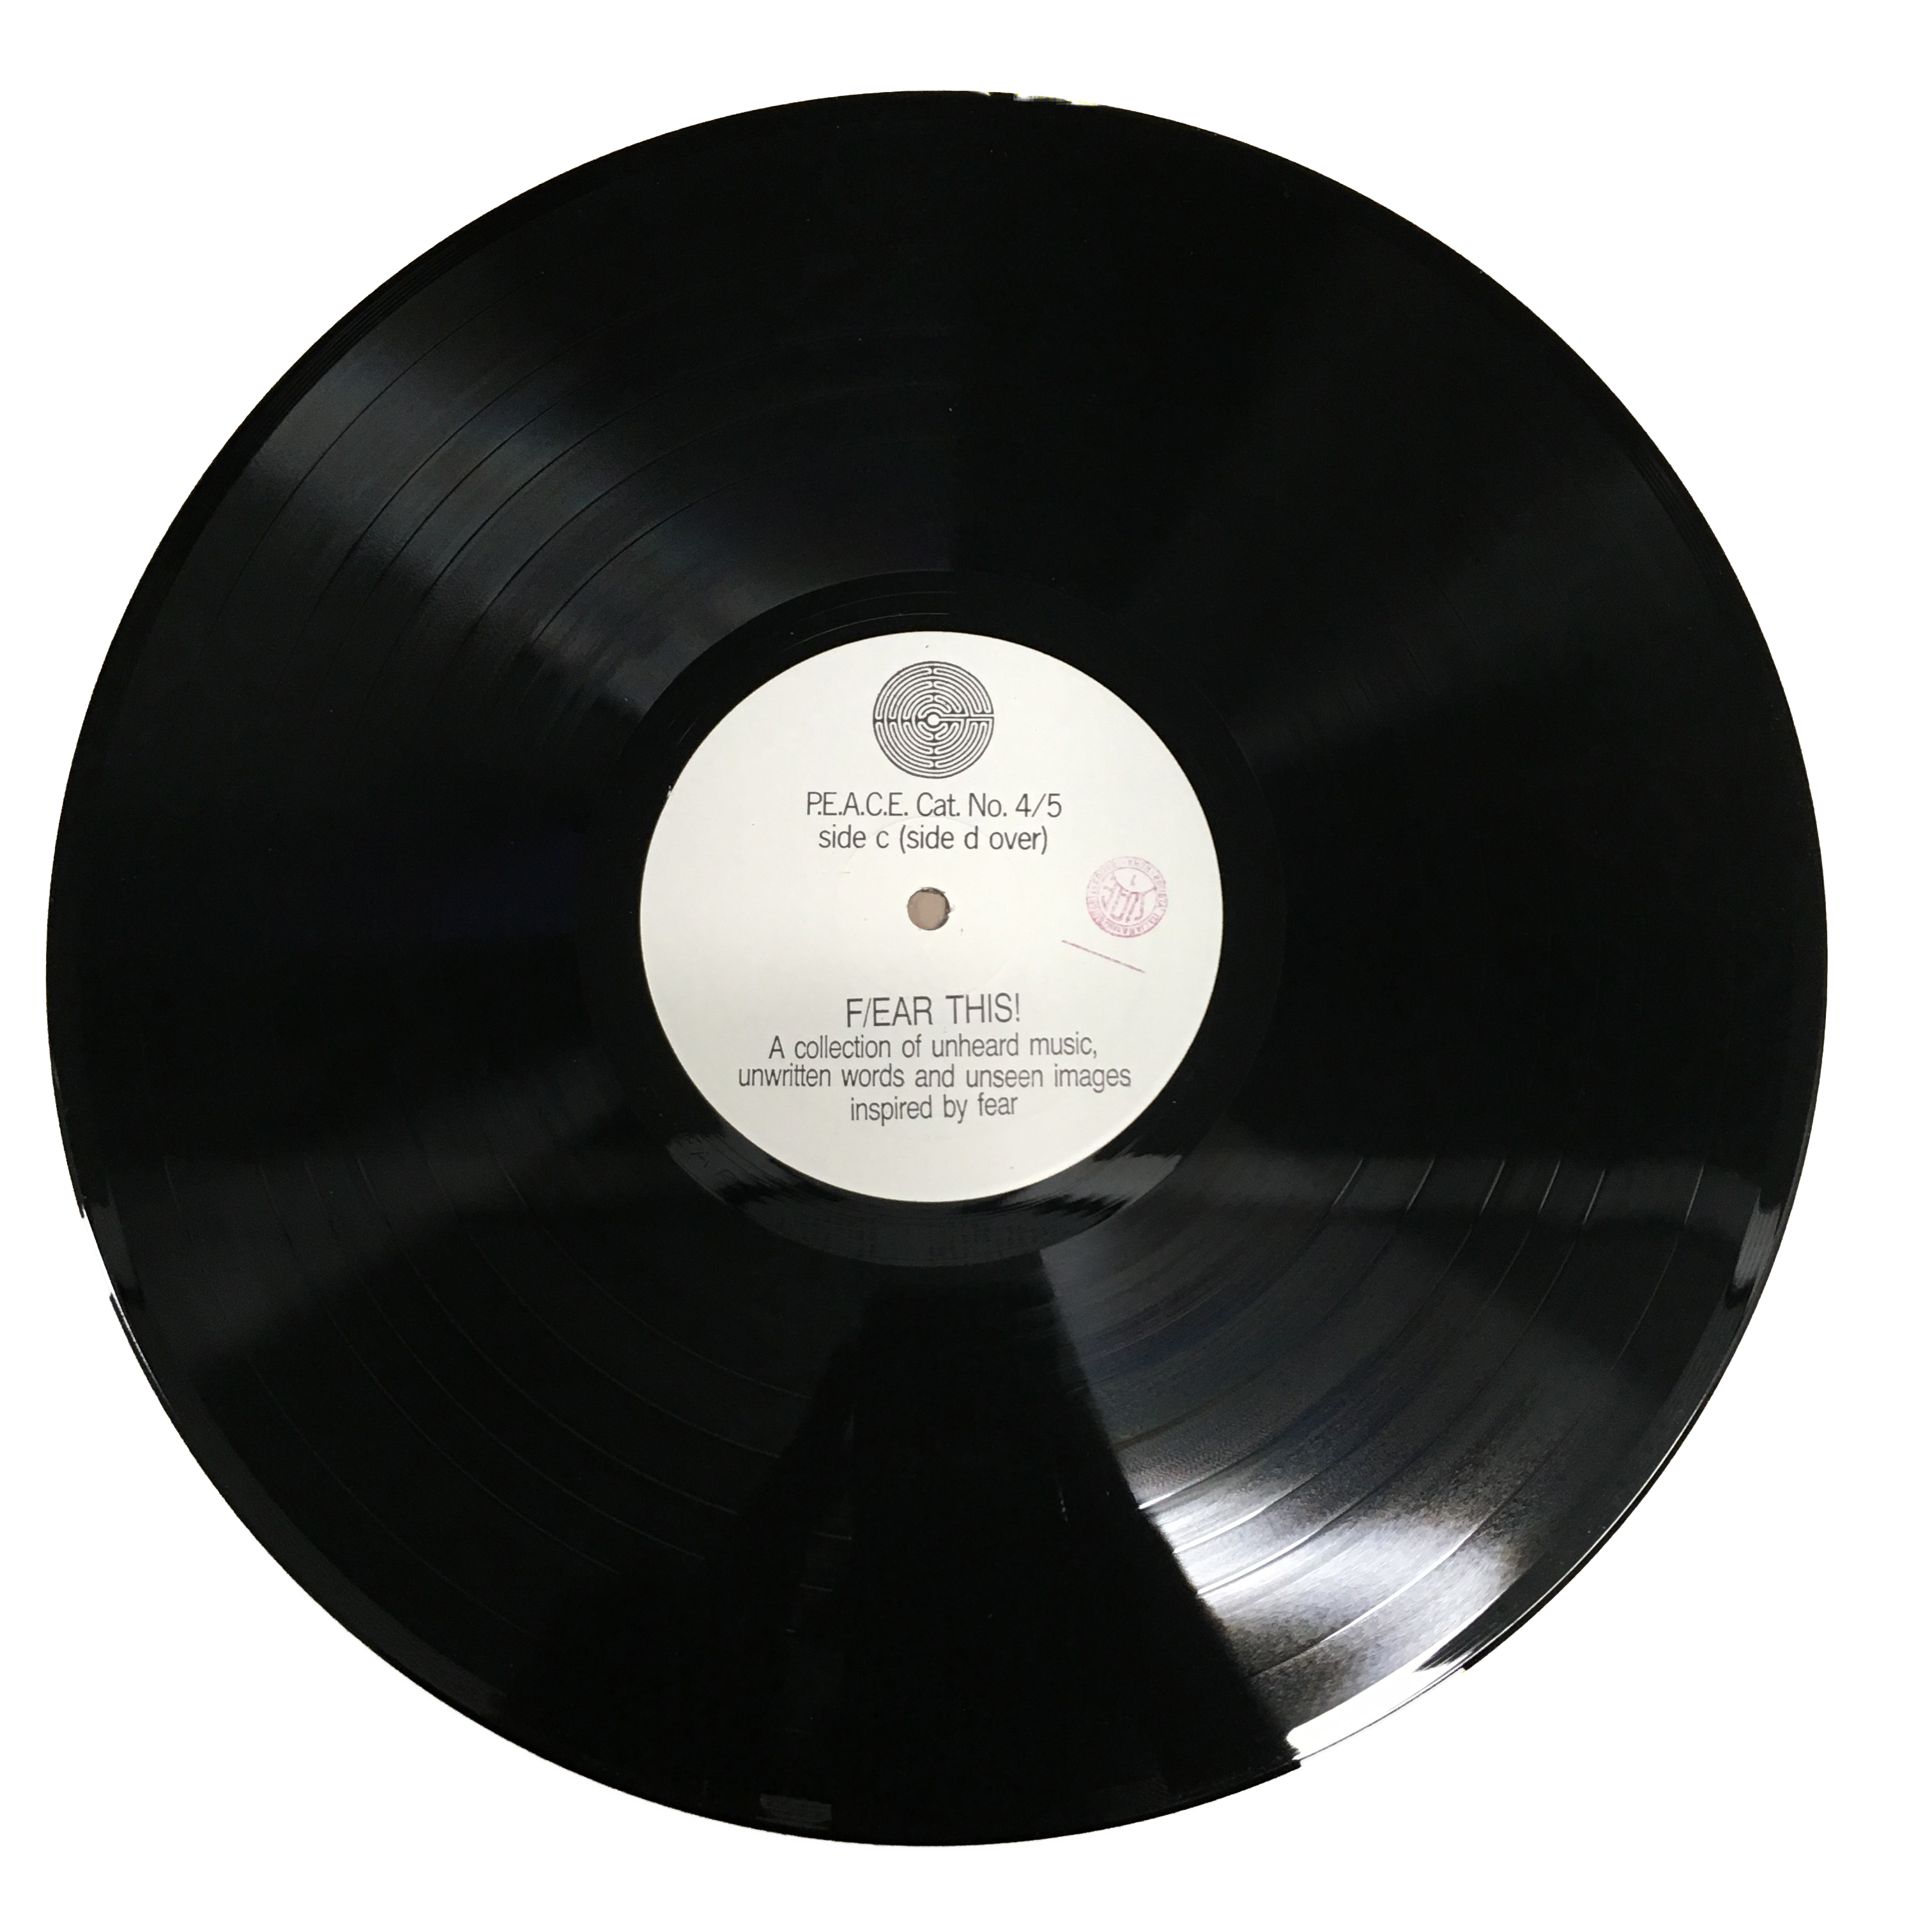 P.E.A.C.E. Cat. No. 4/5
side c (side d over)
F/EAR THIS!
A collection of unheard music,
unwritten words and unseen images
inspired by fear